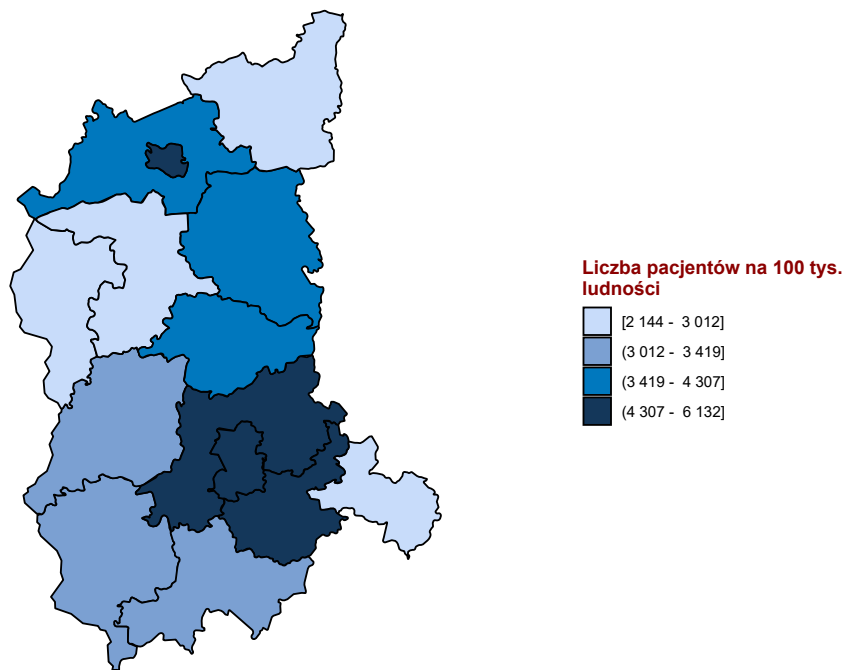 Liczba pacjentów na 100 tys.
ludności
[2 144 - 3 012]
(3 012 - 3 419]
(3 419 - 4 307]
(4 307 - 6 132]